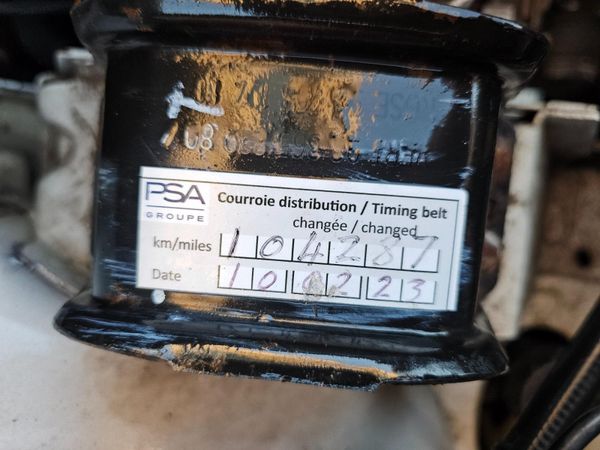 PSA
GROUPE
Courroie distribution / Timing belt
changée / changed
km/miles 104287
Date 100223